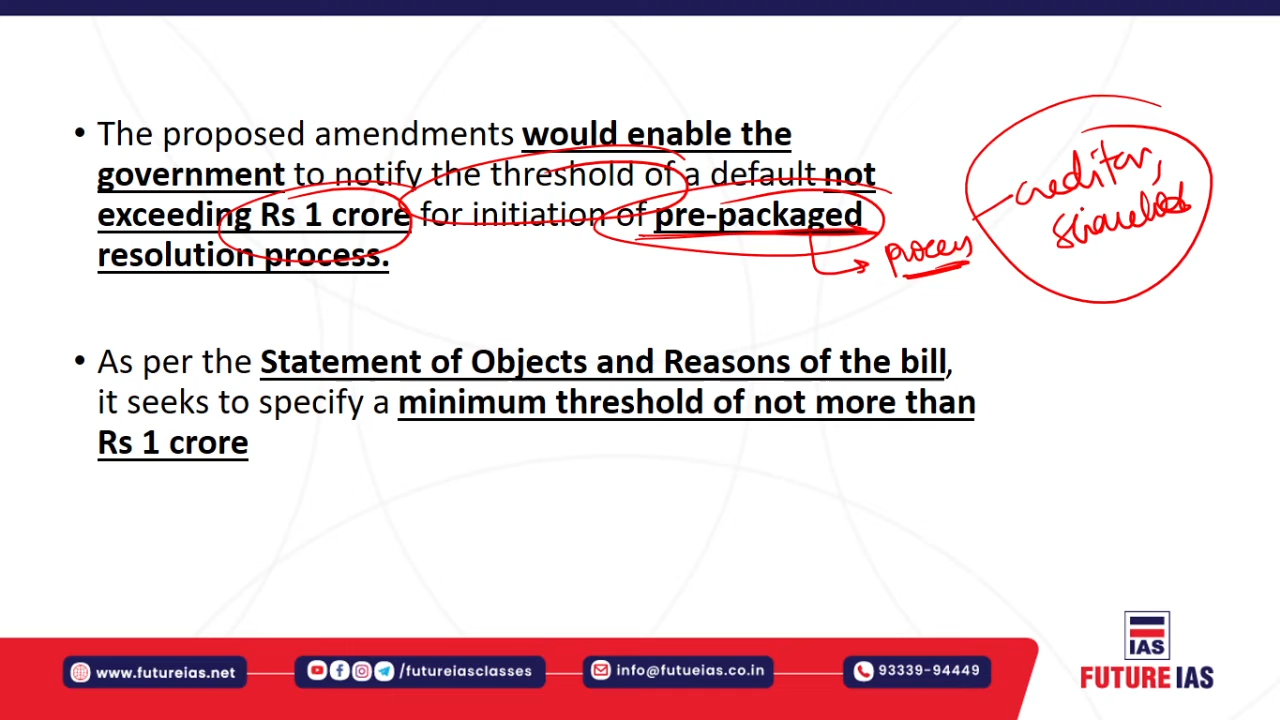 • The proposed amendments would enable the
government to notify the threshold of a default not
exceeding Rs 1 crore for initiation of pre-packaged
resolution process.
creditor,
process
• As per the Statement of Objects and Reasons of the bill,
it seeks to specify a minimum threshold of not more than
Rs 1 crore
IAS
FUTURE IAS
www.futureias.net
/futureiasclasses
info@futueias.co.in
93339-94449